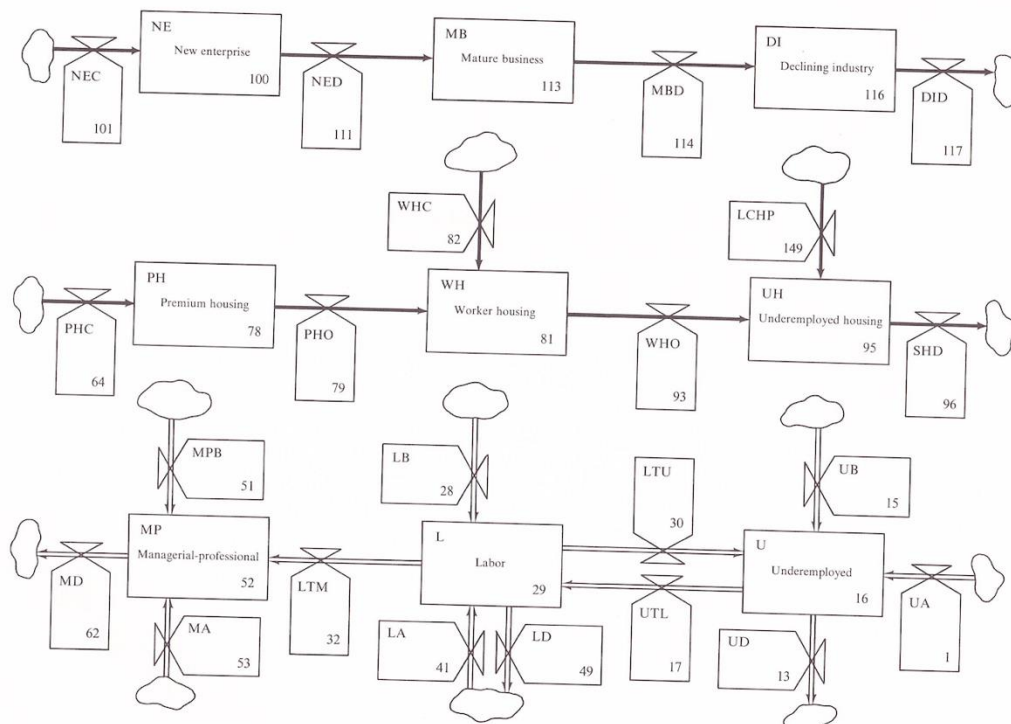 NE
New enterprise
100
NEC
101
NED
111
MB
Mature business
113
MBD
114
DI
Declining industry
116
DID
117
WHC
82
LCHP
149
PH
Premium housing
78
PHC
64
PHO
79
WH
Worker housing
81
WHO
93
UH
Underemployed housing
95
SHD
96
MPB
51
LB
28
LTU
30
UB
15
MP
Managerial-professional
52
MD
62
MA
53
LTM
32
L
Labor
29
LA
41
LD
49
UTL
17
U
Underemployed
16
UD
13
UA
1